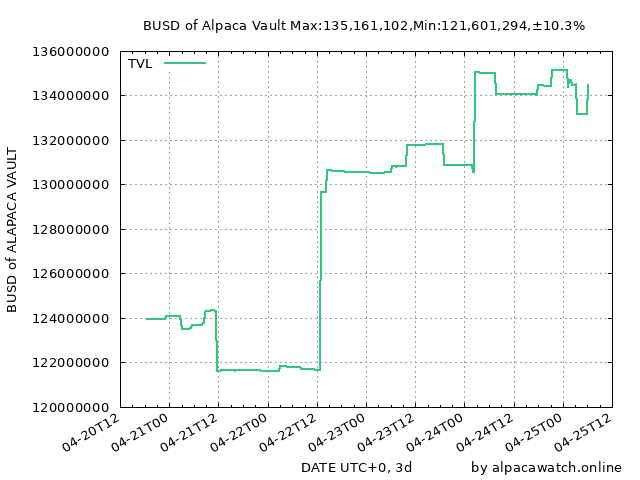 BUSD of Alpaca Vault Max:135,161,102,Min:121,601,294,±10.3%
TVL
136000000
134000000
132000000
130000000
128000000
126000000
124000000
122000000
120000000
BUSD of ALAPACA VAULT
04-20T12
04-21T00
04-21T12
04-22T00
04-22T12
04-23T00
04-23T12
04-24T00
04-24T12
04-25T00
04-25T12
DATE UTC+0, 3d
by alpacawatch.online